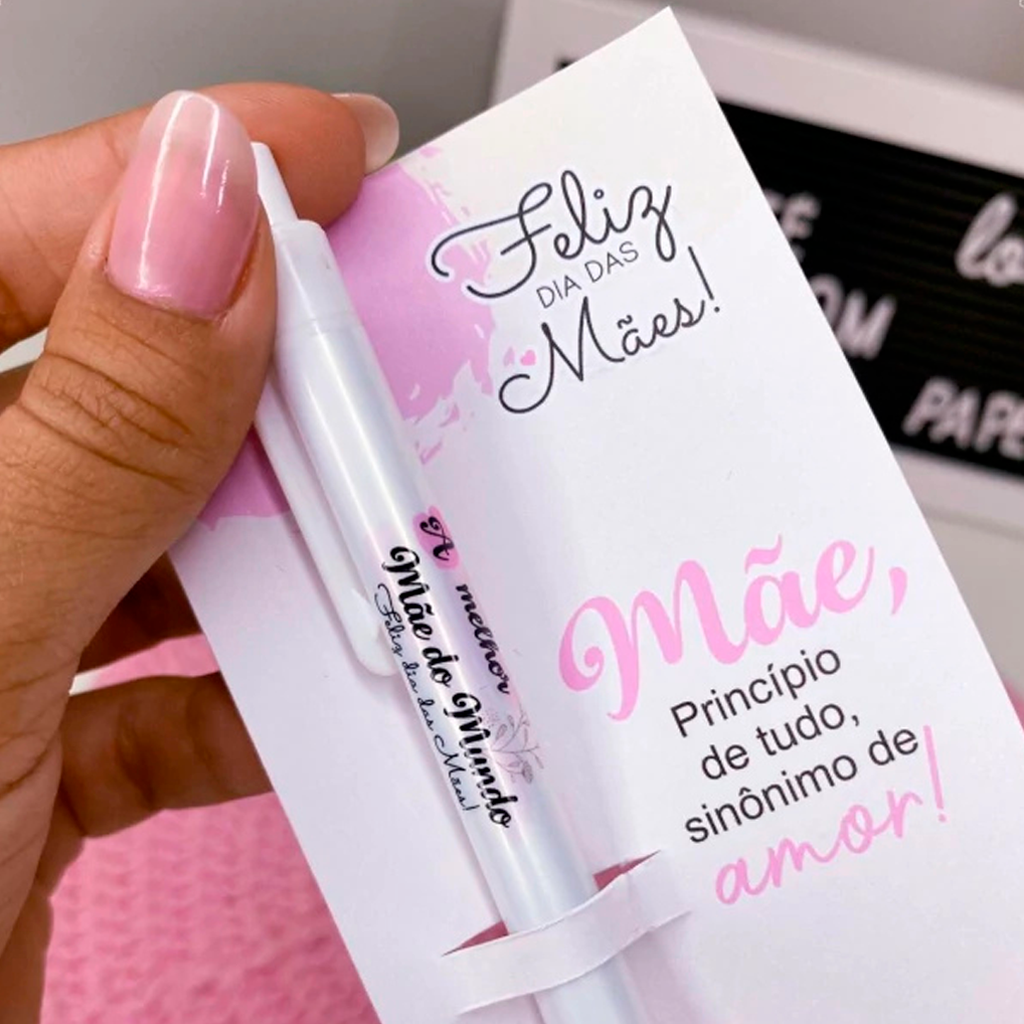 Feliz
DIA DAS
Mães!
A melhor
Mãe do Mundo
Feliz dia das Mães!
Mãe,
Princípio
de tudo,
sinônimo de
amor!